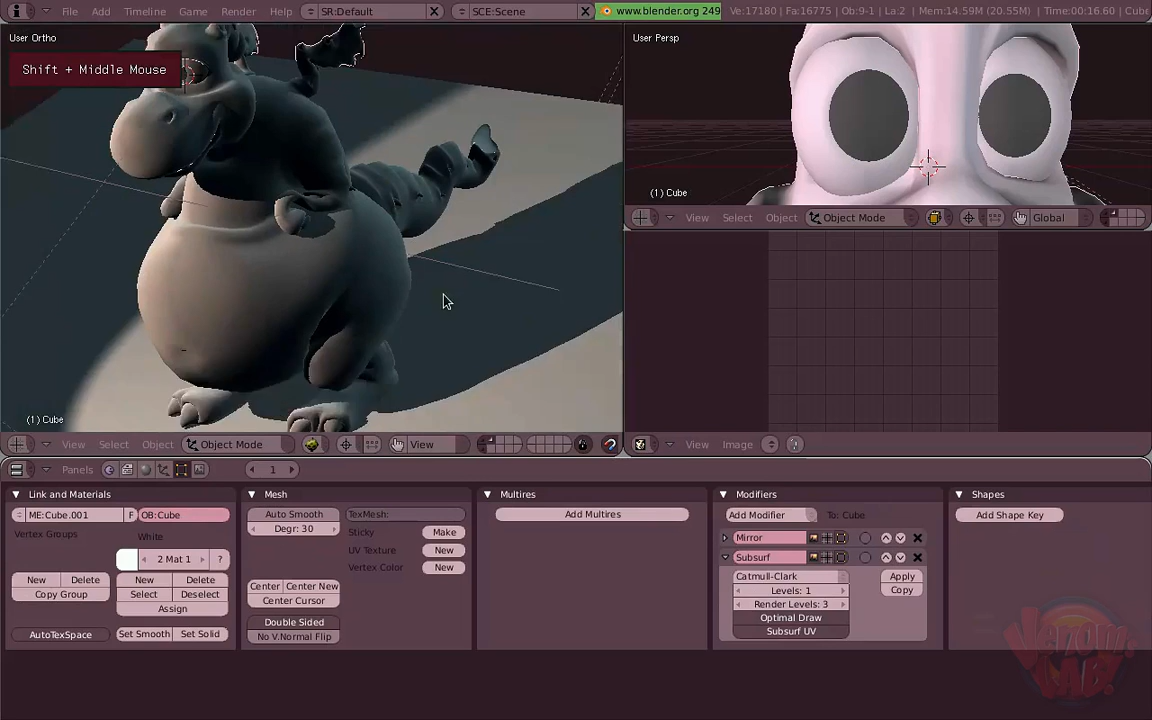 File Add Timeline Game Render Help SR:Default SCE:Scene www.blender.org 249 Ve:17180 | Fa:16775 | Ob:9-1 | La:2 | Mem:14.59M (20.55M) | Time:00:16.60 | Cube
User Ortho
User Persp
Shift + Middle Mouse
(1) Cube
View Select Object Object Mode Global
(1) Cube
View Select Object Object Mode View
View Image
Panels 1
Link and Materials
ME:Cube.001 F OB:Cube
Vertex Groups
White
2 Mat 1 ?
New Delete New Delete
Copy Group Select Deselect
Assign
AutoTexSpace Set Smooth Set Solid
Mesh
Auto Smooth
Degr: 30
TexMesh:
Sticky Make
UV Texture New
Vertex Color New
Center Center New
Center Cursor
Double Sided
No V.Normal Flip
Multires
Add Multires
Modifiers
Add Modifier To: Cube
Mirror
Subsurf
Catmull-Clark
Levels: 1
Render Levels: 3
Optimal Draw
Subsurf UV
Apply
Copy
Shapes
Add Shape Key
Venom's
LAB!